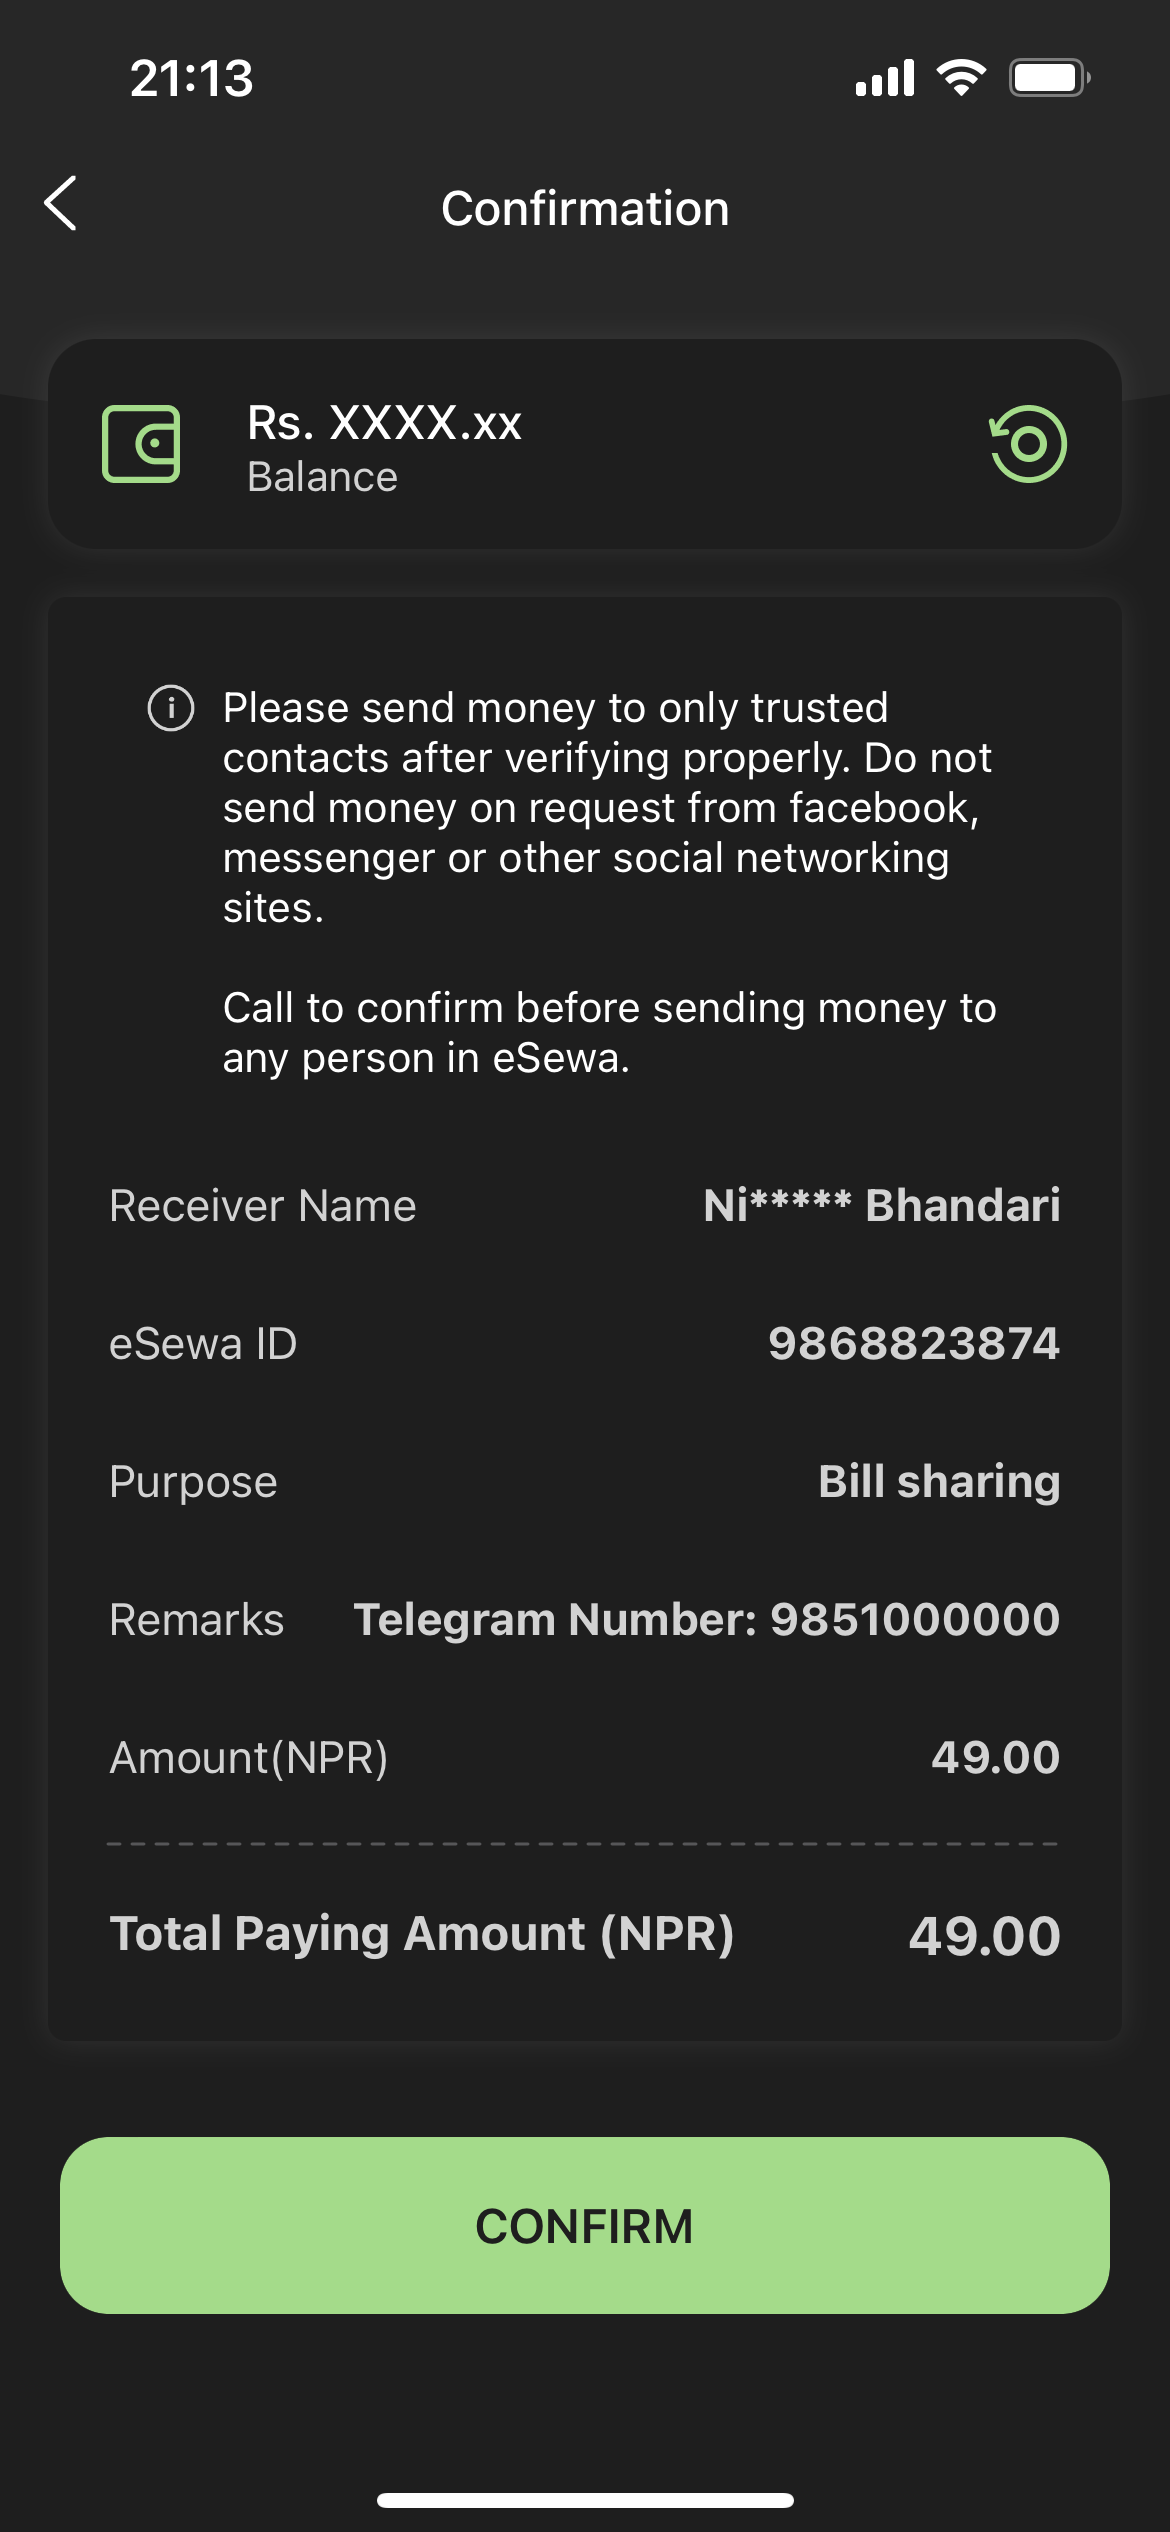 21:13
Confirmation
Rs. XXXX.xx
Balance
Please send money to only trusted
contacts after verifying properly. Do not
send money on request from facebook,
messenger or other social networking
sites.
Call to confirm before sending money to
any person in eSewa.
Receiver Name Ni***** Bhandari
eSewa ID 9868823874
Purpose Bill sharing
Remarks Telegram Number: 9851000000
Amount(NPR) 49.00
Total Paying Amount (NPR) 49.00
CONFIRM